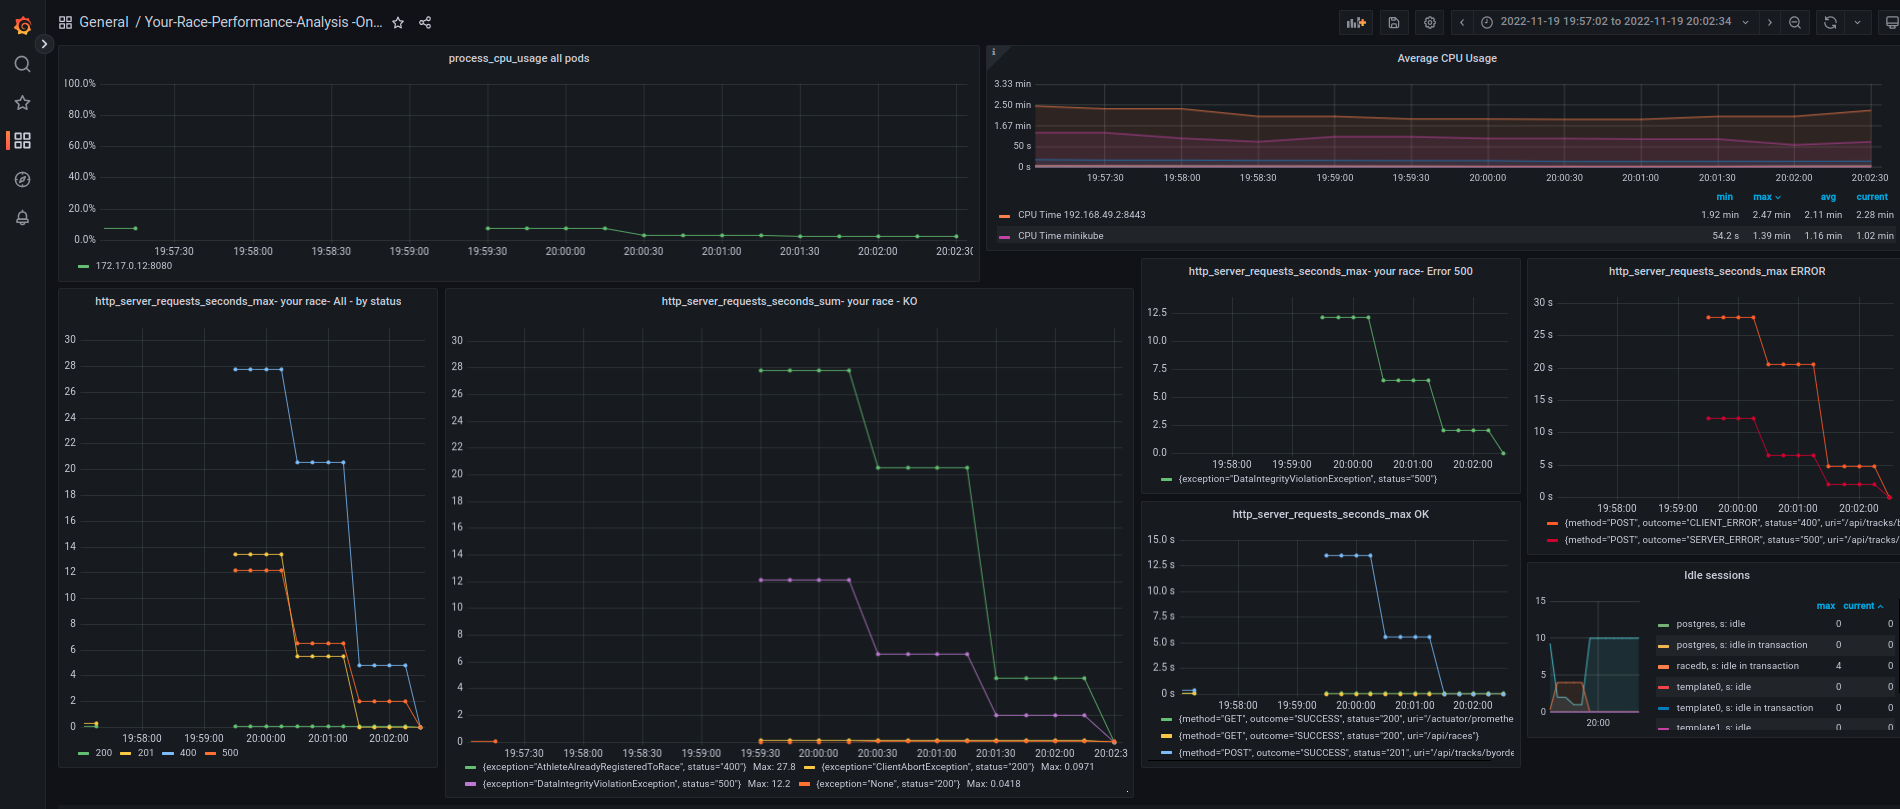 General / Your-Race-Performance-Analysis -On...
2022-11-19 19:57:02 to 2022-11-19 20:02:34
process_cpu_usage all pods
100.0%
80.0%
60.0%
40.0%
20.0%
0.0%
19:57:30 19:58:00 19:58:30 19:59:00 19:59:30 20:00:00 20:00:30 20:01:00 20:01:30 20:02:00 20:02:30
172.17.0.12:8080
Average CPU Usage
3.33 min
2.50 min
1.67 min
50 s
0 s
19:57:30 19:58:00 19:58:30 19:59:00 19:59:30 20:00:00 20:00:30 20:01:00 20:01:30 20:02:00 20:02:30
min max avg current
CPU Time 192.168.49.2:8443 1.92 min 2.47 min 2.11 min 2.28 min
CPU Time minikube 54.2 s 1.39 min 1.16 min 1.02 min
http_server_requests_seconds_max- your race- All - by status
30
28
26
24
22
20
18
16
14
12
10
8
6
4
2
0
19:58:00 19:59:00 20:00:00 20:01:00 20:02:00
200 201 400 500
http_server_requests_seconds_sum- your race - KO
30
28
26
24
22
20
18
16
14
12
10
8
6
4
2
0
19:57:30 19:58:00 19:58:30 19:59:00 19:59:30 20:00:00 20:00:30 20:01:00 20:01:30 20:02:00 20:02:3
{exception="AthleteAlreadyRegisteredToRace", status="400"} Max: 27.8 {exception="ClientAbortException", status="200"} Max: 0.0971
{exception="DataIntegrityViolationException", status="500"} Max: 12.2 {exception="None", status="200"} Max: 0.0418
http_server_requests_seconds_max- your race- Error 500
12.5
10.0
7.5
5.0
2.5
0.0
19:58:00 19:59:00 20:00:00 20:01:00 20:02:00
{exception="DataIntegrityViolationException", status="500"}
http_server_requests_seconds_max OK
15.0 s
12.5 s
10.0 s
7.5 s
5.0 s
2.5 s
0 s
19:58:00 19:59:00 20:00:00 20:01:00 20:02:00
{method="GET", outcome="SUCCESS", status="200", uri="/actuator/promethe
{method="GET", outcome="SUCCESS", status="200", uri="/api/races"}
{method="POST", outcome="SUCCESS", status="201", uri="/api/tracks/byorde
http_server_requests_seconds_max ERROR
30 s
25 s
20 s
15 s
10 s
5 s
0 s
19:58:00 19:59:00 20:00:00 20:01:00 20:02:00
{method="POST", outcome="CLIENT_ERROR", status="400", uri="/api/tracks/b
{method="POST", outcome="SERVER_ERROR", status="500", uri="/api/tracks/
Idle sessions
15
10
5
0
20:00
max current
postgres, s: idle 0 0
postgres, s: idle in transaction 0 0
racedb, s: idle in transaction 4 0
template0, s: idle 0 0
template0, s: idle in transaction 0 0
template1, s: idle 0 0